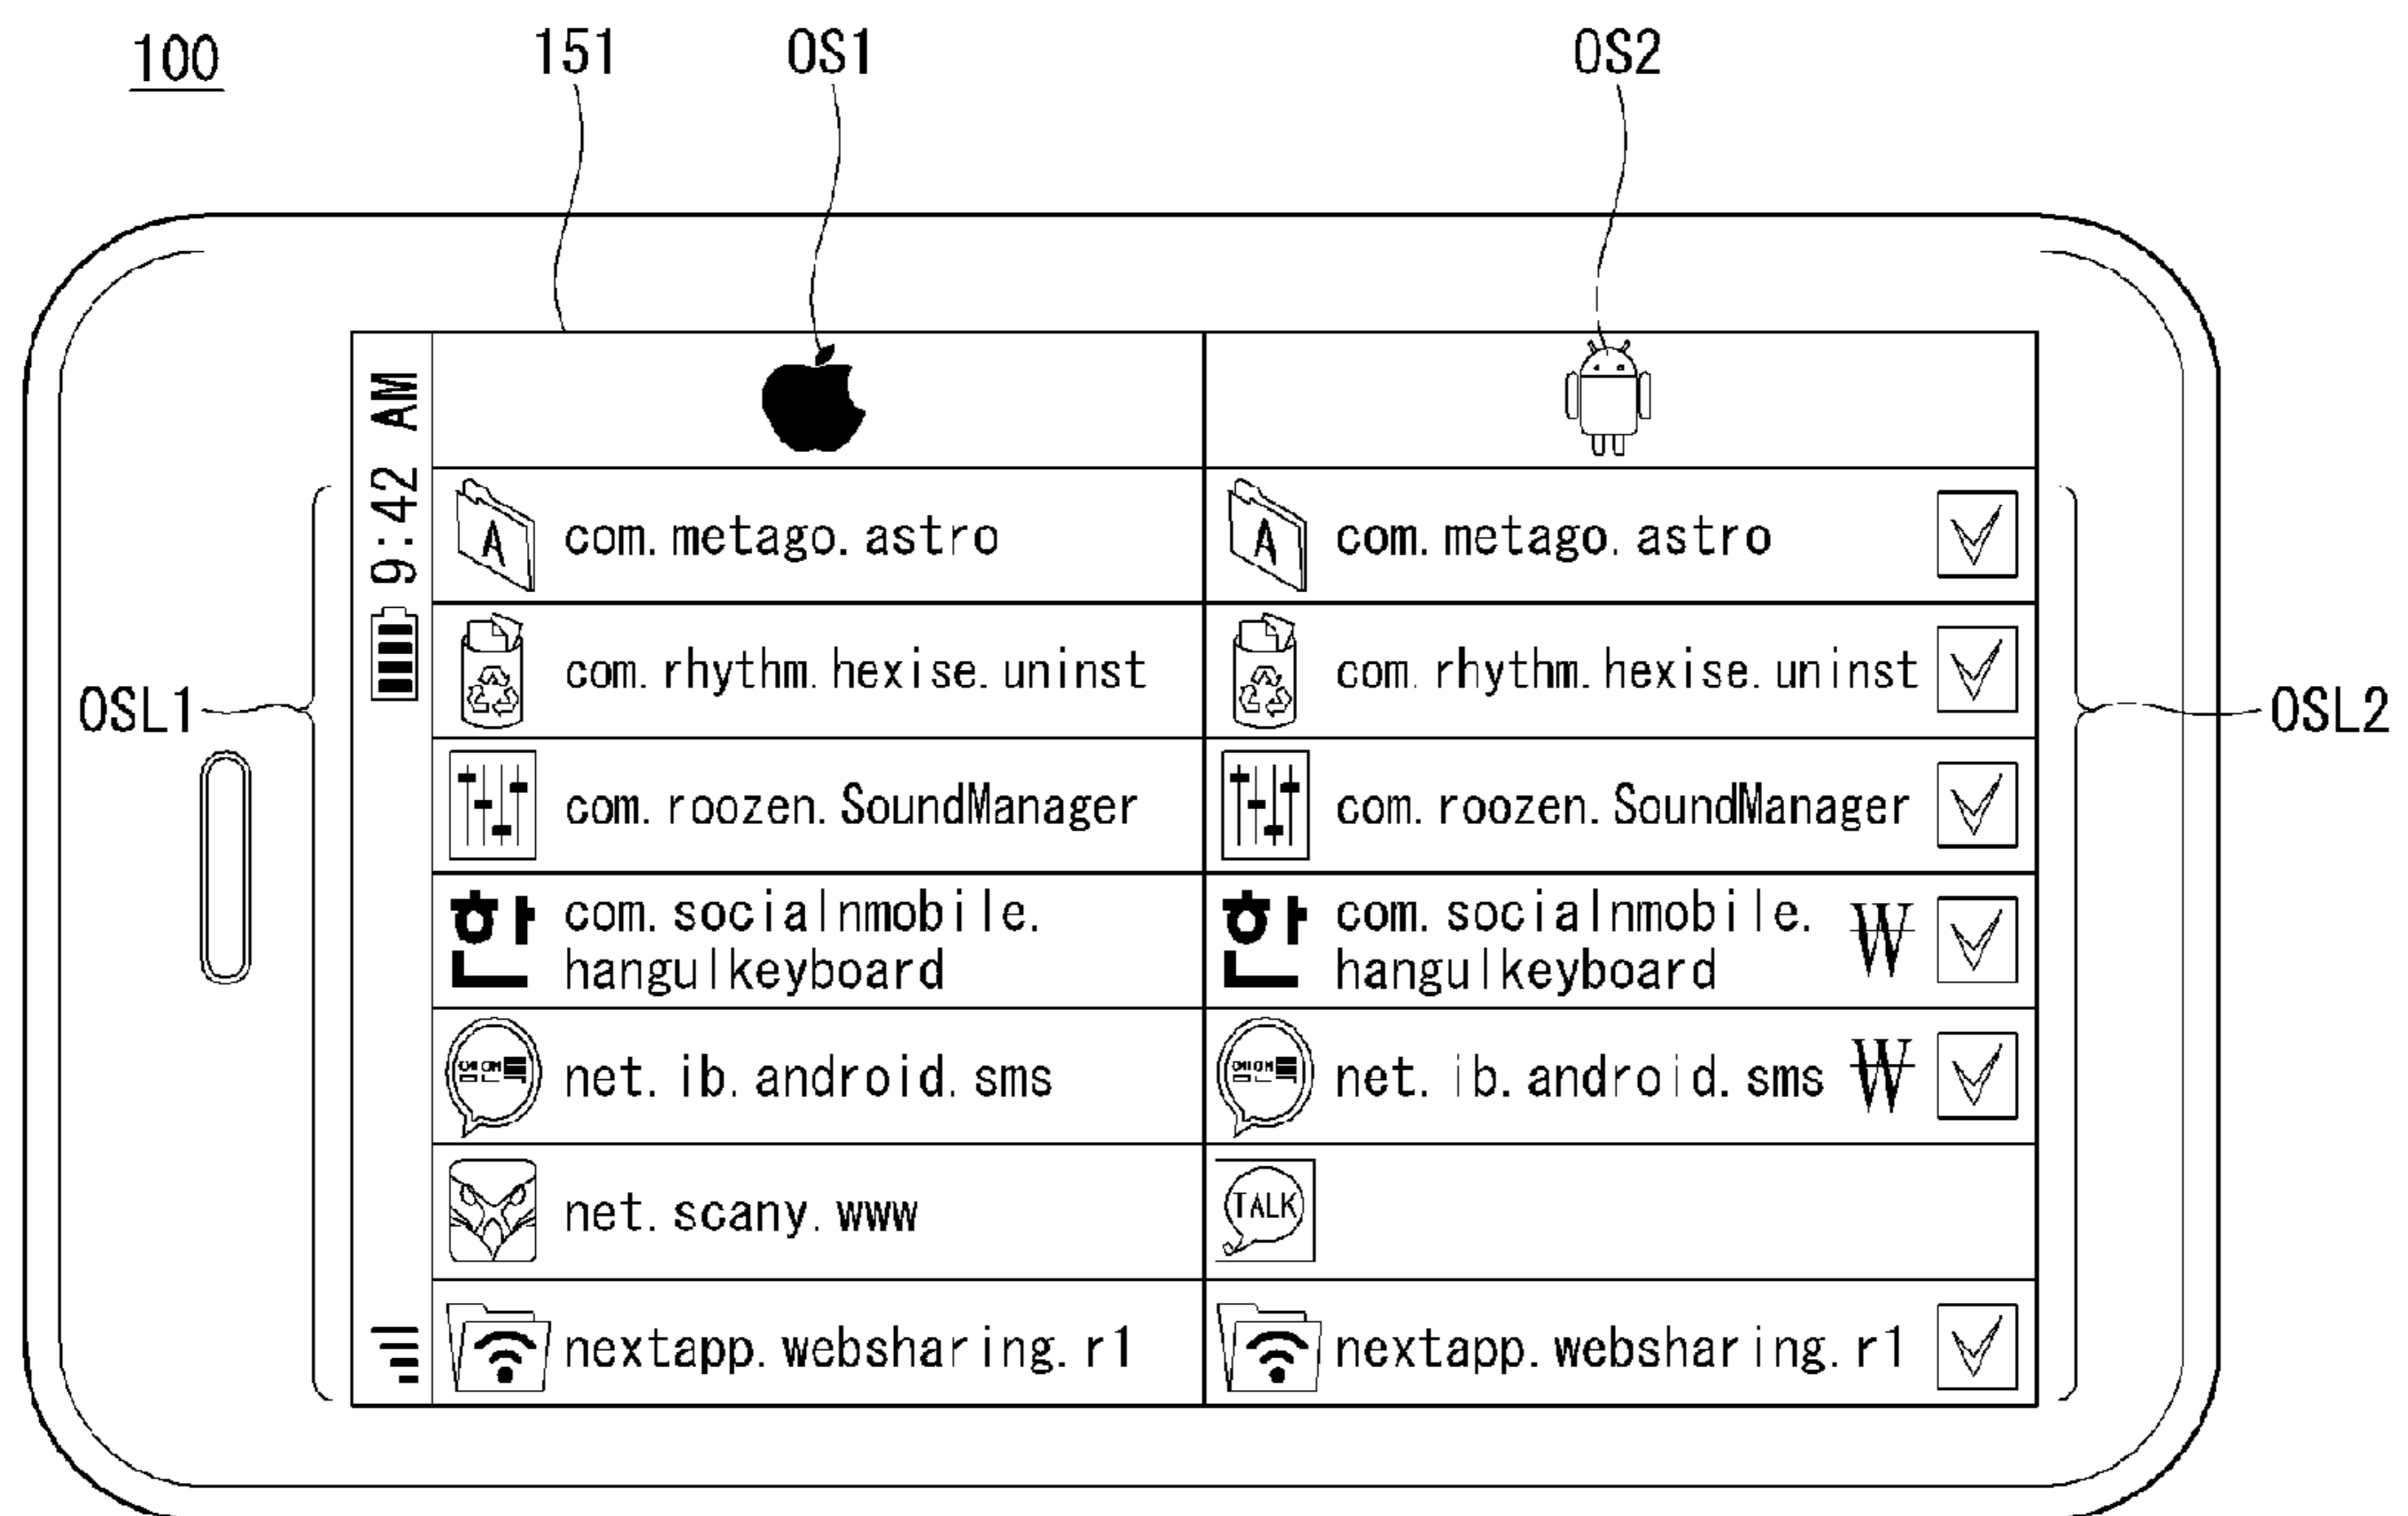 100
151
OS1
OS2
9:42 AM
OSL1
OSL2
A
com.metago.astro
A
com.metago.astro
com.rhythm.hexise.uninst
com.rhythm.hexise.uninst
com.roozen.SoundManager
com.roozen.SoundManager
한
com.socialnmobile.
hangulkeyboard
한
com.socialnmobile.
hangulkeyboard
₩
net.ib.android.sms
net.ib.android.sms
₩
net.scany.www
TALK
nextapp.websharing.r1
nextapp.websharing.r1